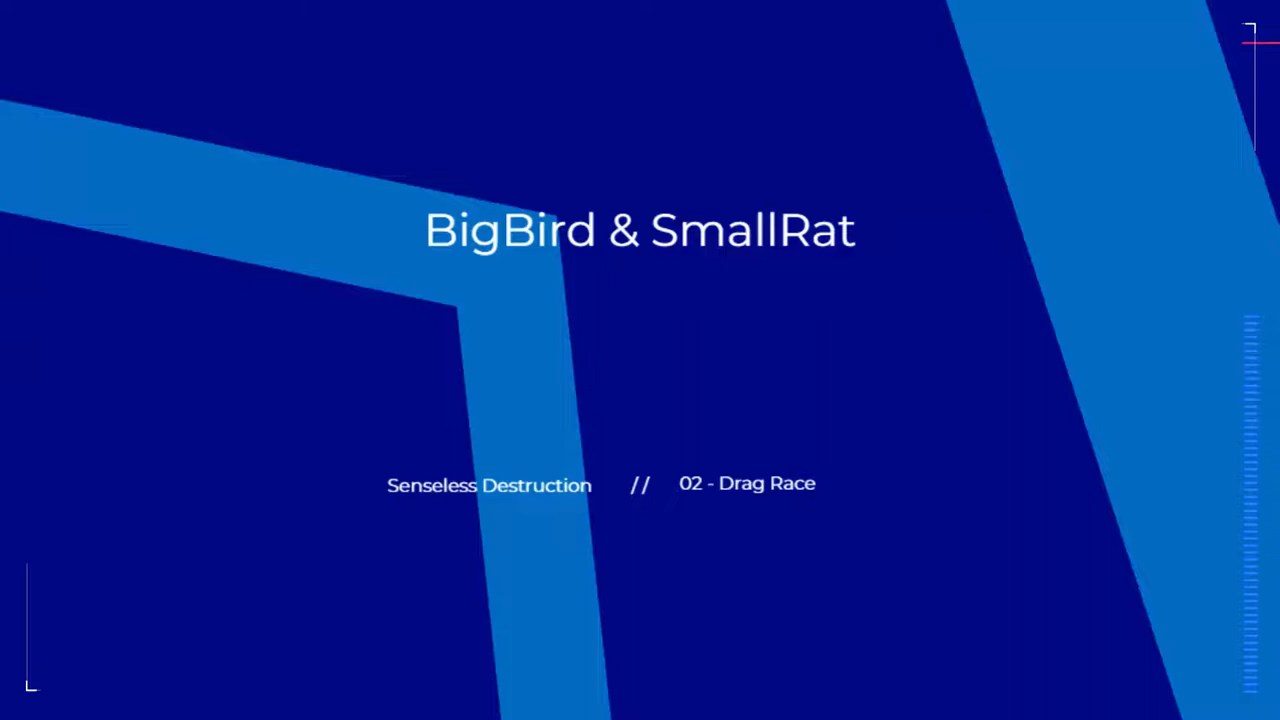 BigBird & SmallRat
Senseless Destruction // 02 - Drag Race